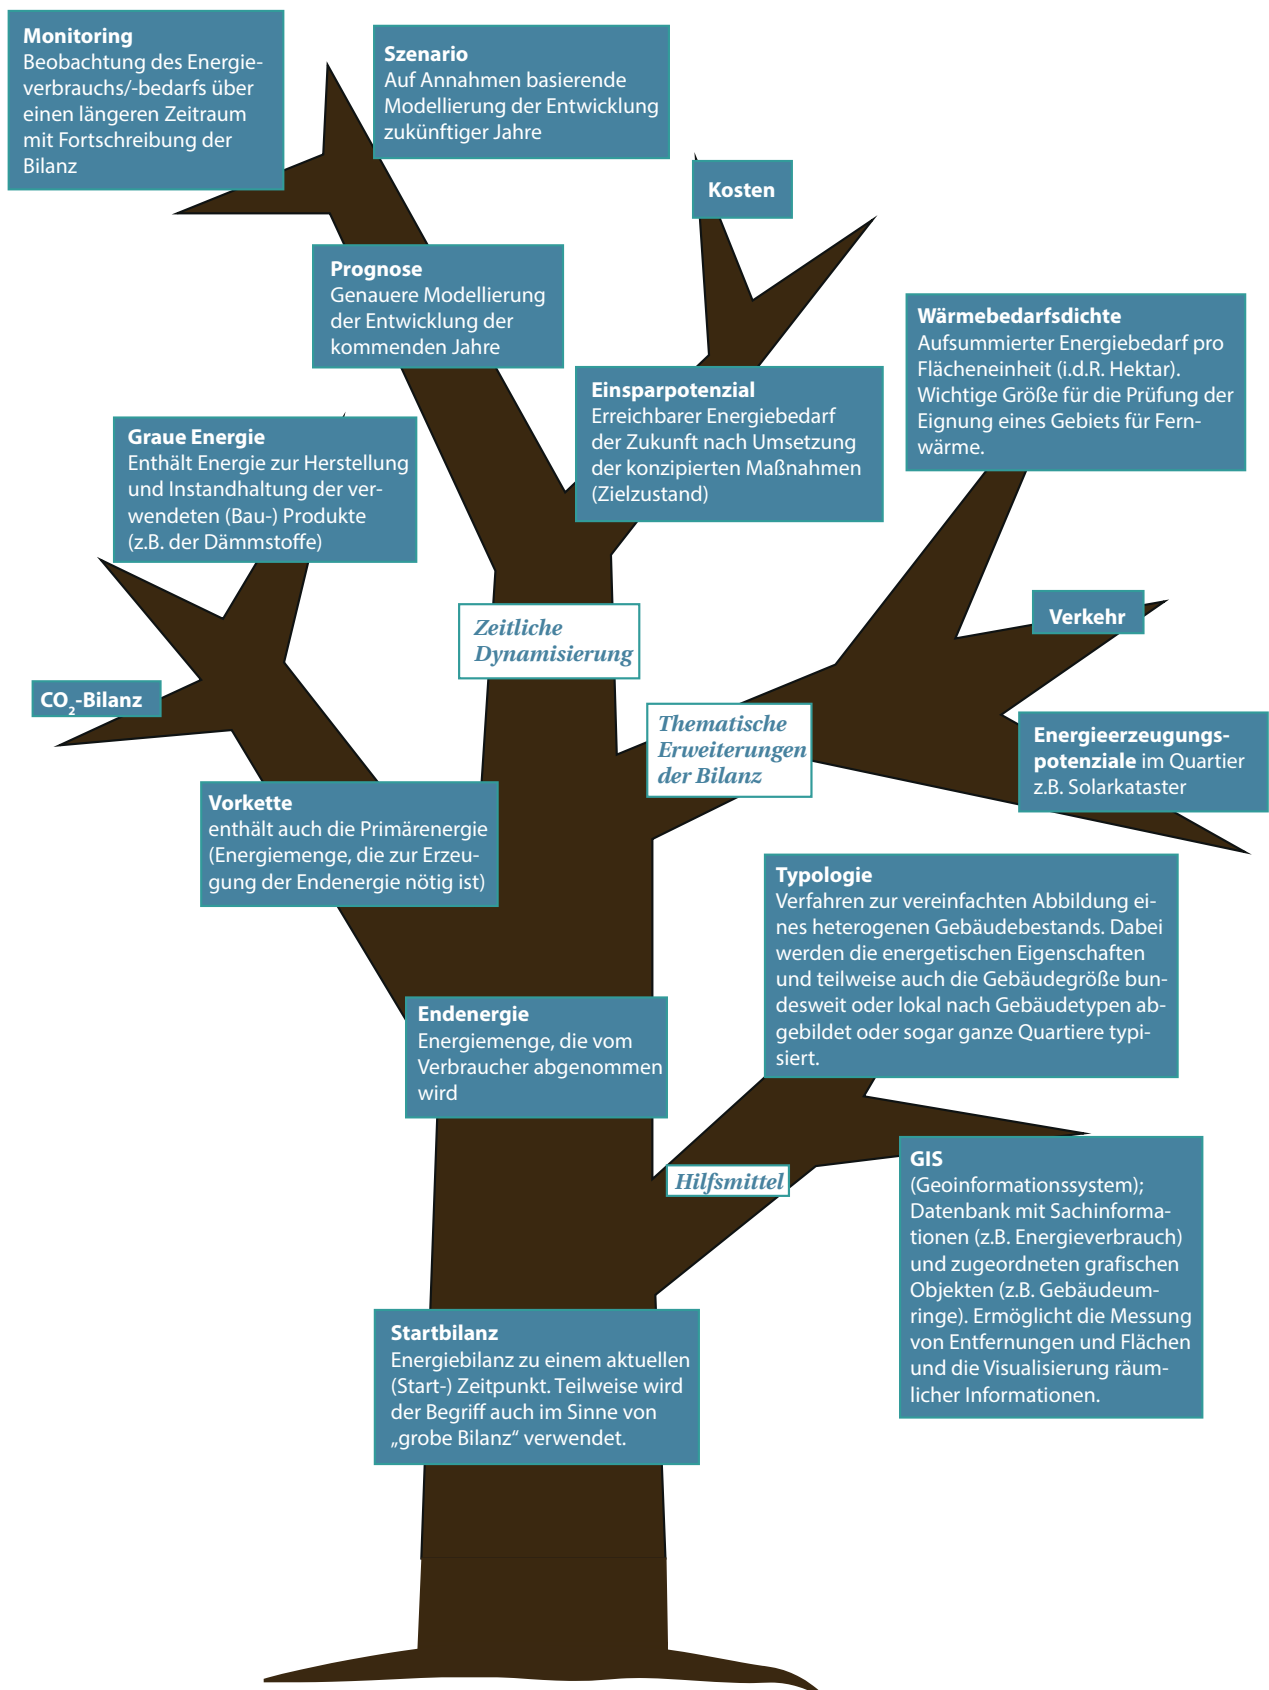 Monitoring
Beobachtung des Energie-
verbrauchs/-bedarfs über
einen längeren Zeitraum
mit Fortschreibung der
Bilanz
Szenario
Auf Annahmen basierende
Modellierung der Entwicklung
zukünftiger Jahre
Kosten
Prognose
Genauere Modellierung
der Entwicklung der
kommenden Jahre
Wärmebedarfsdichte
Aufsummierter Energiebedarf pro
Flächeneinheit (i.d.R. Hektar).
Wichtige Größe für die Prüfung der
Eignung eines Gebiets für Fern-
wärme.
Einsparpotenzial
Erreichbarer Energiebedarf
der Zukunft nach Umsetzung
der konzipierten Maßnahmen
(Zielzustand)
Graue Energie
Enthält Energie zur Herstellung
und Instandhaltung der ver-
wendeten (Bau-) Produkte
(z.B. der Dämmstoffe)
Verkehr
Zeitliche
Dynamisierung
CO₂-Bilanz
Thematische
Erweiterungen
der Bilanz
Energieerzeugungs-
potenziale im Quartier
z.B. Solarkataster
Vorkette
enthält auch die Primärenergie
(Energiemenge, die zur Erzeu-
gung der Endenergie nötig ist)
Typologie
Verfahren zur vereinfachten Abbildung ei-
nes heterogenen Gebäudebestands. Dabei
werden die energetischen Eigenschaften
und teilweise auch die Gebäudegröße bun-
desweit oder lokal nach Gebäudetypen ab-
gebildet oder sogar ganze Quartiere typi-
siert.
Endenergie
Energiemenge, die vom
Verbraucher abgenommen
wird
Hilfsmittel
GIS
(Geoinformationssystem);
Datenbank mit Sachinforma-
tionen (z.B. Energieverbrauch)
und zugeordneten grafischen
Objekten (z.B. Gebäudeum-
ringe). Ermöglicht die Messung
von Entfernungen und Flächen
und die Visualisierung räum-
licher Informationen.
Startbilanz
Energiebilanz zu einem aktuellen
(Start-) Zeitpunkt. Teilweise wird
der Begriff auch im Sinne von
„grobe Bilanz“ verwendet.